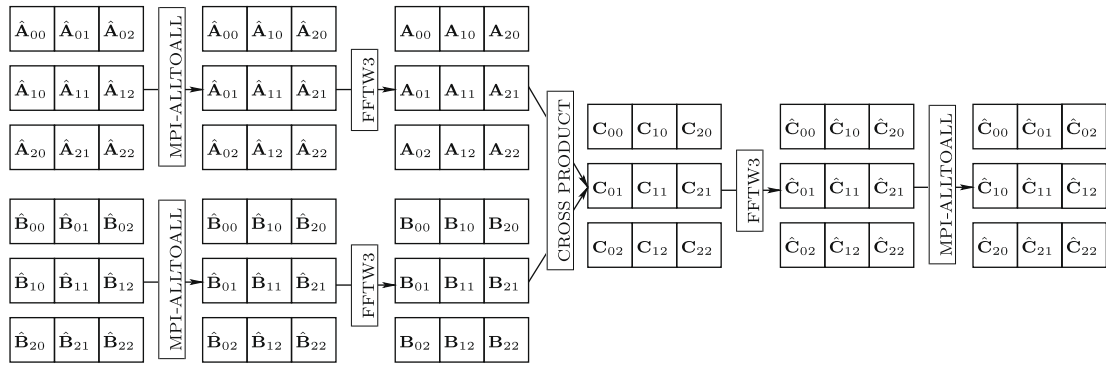 Â₀₀ Â₀₁ Â₀₂
Â₁₀ Â₁₁ Â₁₂
Â₂₀ Â₂₁ Â₂₂
MPI-ALLTOALL
Â₀₀ Â₁₀ Â₂₀
Â₀₁ Â₁₁ Â₂₁
Â₀₂ Â₁₂ Â₂₂
FFTW3
A₀₀ A₁₀ A₂₀
A₀₁ A₁₁ A₂₁
A₀₂ A₁₂ A₂₂
B̂₀₀ B̂₀₁ B̂₀₂
B̂₁₀ B̂₁₁ B̂₁₂
B̂₂₀ B̂₂₁ B̂₂₂
MPI-ALLTOALL
B̂₀₀ B̂₁₀ B̂₂₀
B̂₀₁ B̂₁₁ B̂₂₁
B̂₀₂ B̂₁₂ B̂₂₂
FFTW3
B₀₀ B₁₀ B₂₀
B₀₁ B₁₁ B₂₁
B₀₂ B₁₂ B₂₂
CROSS PRODUCT
C₀₀ C₁₀ C₂₀
C₀₁ C₁₁ C₂₁
C₀₂ C₁₂ C₂₂
FFTW3
Ĉ₀₀ Ĉ₁₀ Ĉ₂₀
Ĉ₀₁ Ĉ₁₁ Ĉ₂₁
Ĉ₀₂ Ĉ₁₂ Ĉ₂₂
MPI-ALLTOALL
Ĉ₀₀ Ĉ₀₁ Ĉ₀₂
Ĉ₁₀ Ĉ₁₁ Ĉ₁₂
Ĉ₂₀ Ĉ₂₁ Ĉ₂₂